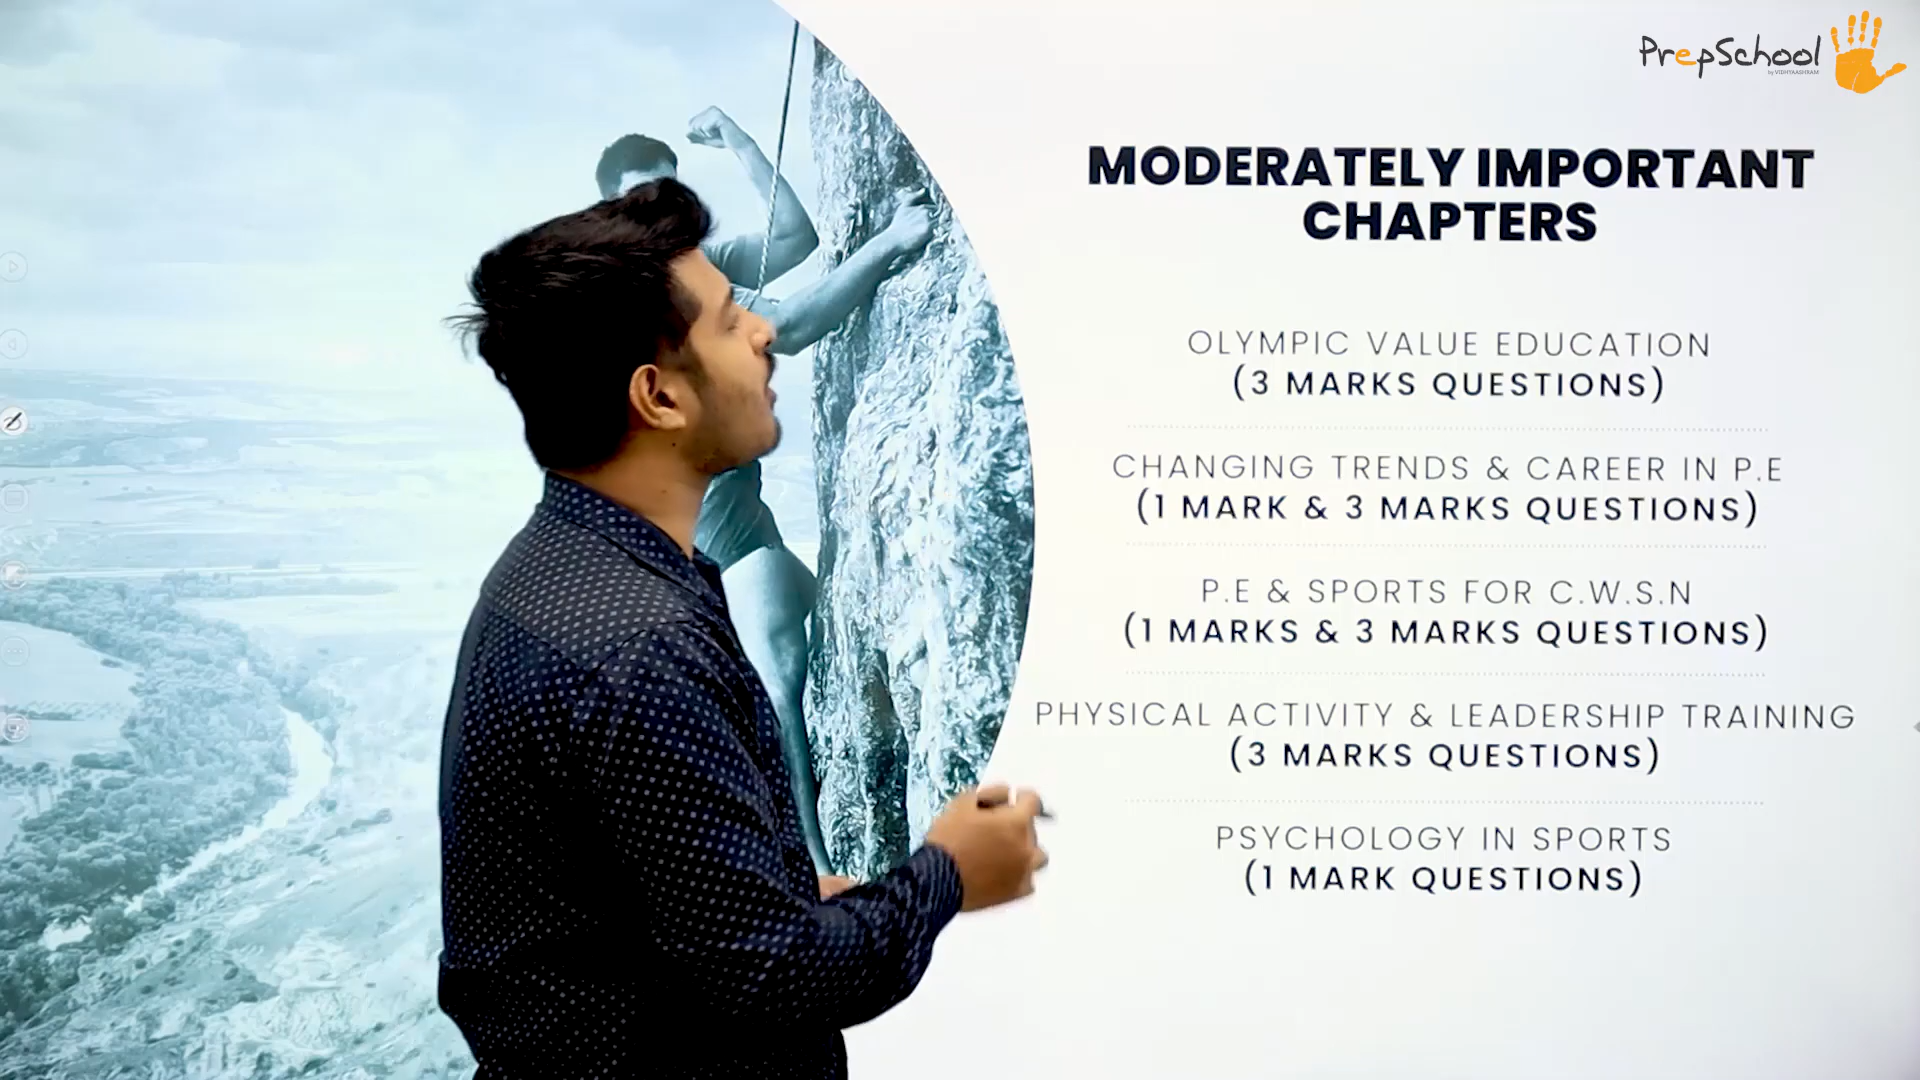 PrepSchool
by VIDHYAASHRAM
MODERATELY IMPORTANT
CHAPTERS
OLYMPIC VALUE EDUCATION
(3 MARKS QUESTIONS)
CHANGING TRENDS & CAREER IN P.E
(1 MARK & 3 MARKS QUESTIONS)
P.E & SPORTS FOR C.W.S.N
(1 MARKS & 3 MARKS QUESTIONS)
PHYSICAL ACTIVITY & LEADERSHIP TRAINING
(3 MARKS QUESTIONS)
PSYCHOLOGY IN SPORTS
(1 MARK QUESTIONS)